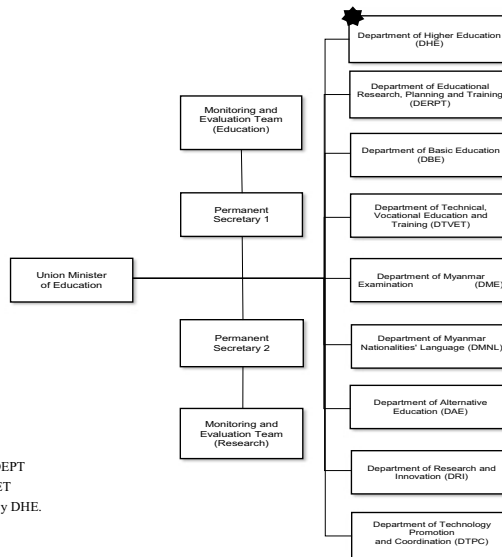 Department of Higher Education
(DHE)
Department of Educational
Research, Planning and Training
(DERPT)
Monitoring and
Evaluation Team
(Education)
Department of Basic Education
(DBE)
Permanent
Secretary 1
Department of Technical,
Vocational Education and
Training (DTVET)
Union Minister
of Education
Department of Myanmar
Examination (DME)
Permanent
Secretary 2
Department of Myanmar
Nationalities' Language (DMNL)
Department of Alternative
Education (DAE)
Monitoring and
Evaluation Team
(Research)
Department of Research and
Innovation (DRI)
Department of Technology
Promotion
and Coordination (DTPC)
DEPT
ET
y DHE.